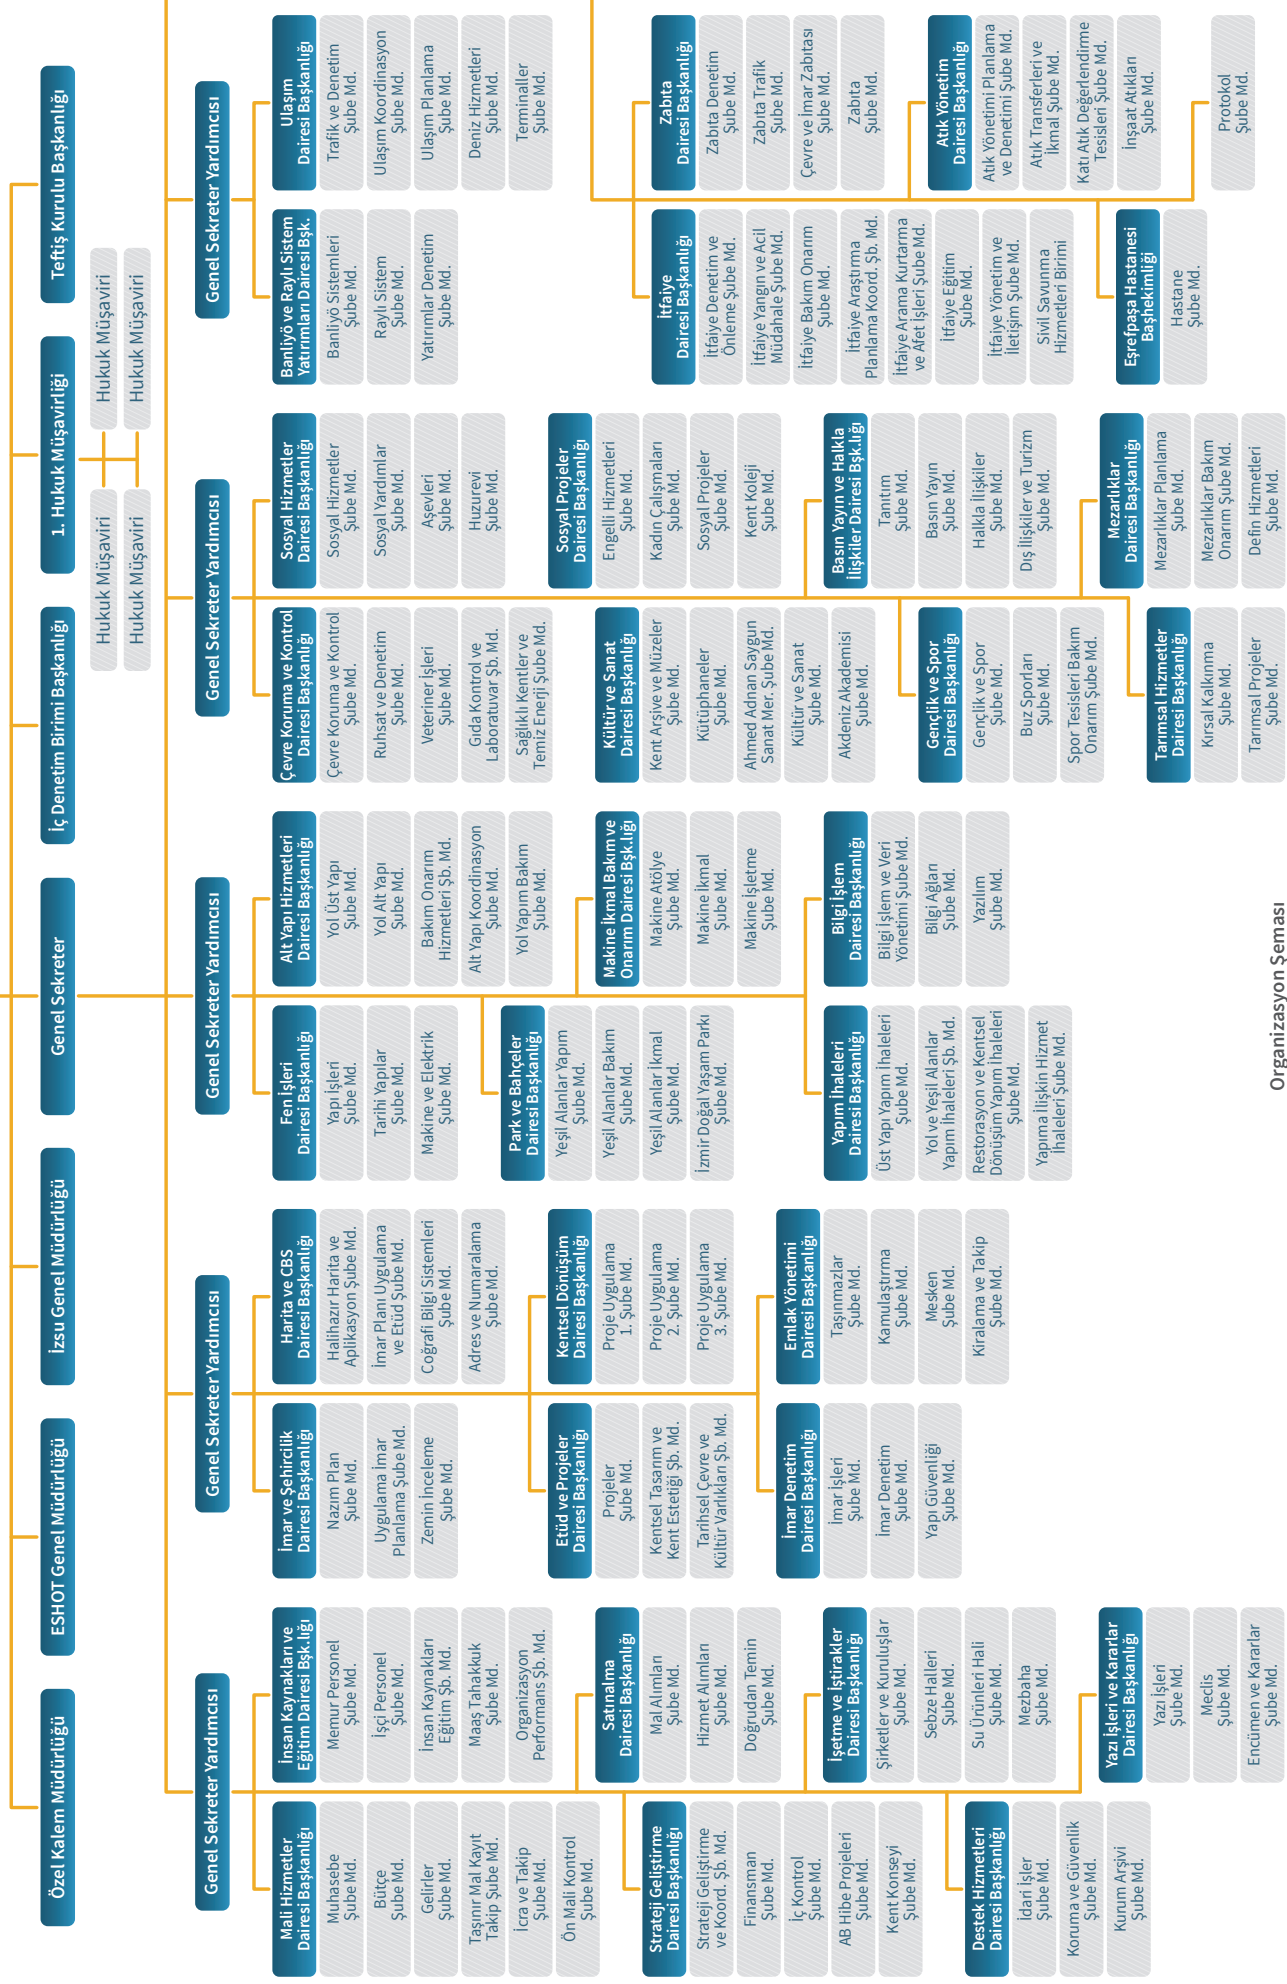 Özel Kalem Müdürlüğü
ESHOT Genel Müdürlüğü
İzsu Genel Müdürlüğü
Genel Sekreter
İç Denetim Birimi Başkanlığı
1. Hukuk Müşavirliği
Teftiş Kurulu Başkanlığı
Hukuk Müşaviri
Hukuk Müşaviri
Hukuk Müşaviri
Hukuk Müşaviri
Genel Sekreter Yardımcısı
Mali Hizmetler
Dairesi Başkanlığı
Muhasebe
Şube Md.
Bütçe
Şube Md.
Gelirler
Şube Md.
Taşınır Mal Kayıt
Takip Şube Md.
İcra ve Takip
Şube Md.
Ön Mali Kontrol
Şube Md.
İnsan Kaynakları ve
Eğitim Dairesi Bşk.lığı
Memur Personel
Şube Md.
İşçi Personel
Şube Md.
İnsan Kaynakları
Eğitim Şb. Md.
Maaş Tahakkuk
Şube Md.
Organizasyon
Performans Şb. Md.
Satınalma
Dairesi Başkanlığı
Mal Alımları
Şube Md.
Hizmet Alımları
Şube Md.
Doğrudan Temin
Şube Md.
Strateji Geliştirme
Dairesi Başkanlığı
Strateji Geliştirme
ve Koord. Şb. Md.
Finansman
Şube Md.
İç Kontrol
Şube Md.
AB Hibe Projeleri
Şube Md.
Kent Konseyi
Şube Md.
İşetme ve İştirakler
Dairesi Başkanlığı
Şirketler ve Kuruluşlar
Şube Md.
Sebze Halleri
Şube Md.
Su Ürünleri Hali
Şube Md.
Mezbaha
Şube Md.
Destek Hizmetleri
Dairesi Başkanlığı
İdari İşler
Şube Md.
Koruma ve Güvenlik
Şube Md.
Kurum Arşivi
Şube Md.
Yazı İşleri ve Kararlar
Dairesi Başkanlığı
Yazı İşleri
Şube Md.
Meclis
Şube Md.
Encümen ve Kararlar
Şube Md.
Genel Sekreter Yardımcısı
İmar ve Şehircilik
Dairesi Başkanlığı
Nazım Plan
Şube Md.
Uygulama İmar
Planlama Şube Md.
Zemin İnceleme
Şube Md.
Harita ve CBS
Dairesi Başkanlığı
Halihazır Harita ve
Aplikasyon Şube Md.
İmar Planı Uygulama
ve Etüd Şube Md.
Coğrafi Bilgi Sistemleri
Şube Md.
Adres ve Numaralama
Şube Md.
Etüd ve Projeler
Dairesi Başkanlığı
Projeler
Şube Md.
Kentsel Tasarım ve
Kent Estetiği Şb. Md.
Tarihsel Çevre ve
Kültür Varlıkları Şb. Md.
Kentsel Dönüşüm
Dairesi Başkanlığı
Proje Uygulama
1. Şube Md.
Proje Uygulama
2. Şube Md.
Proje Uygulama
3. Şube Md.
İmar Denetim
Dairesi Başkanlığı
İmar İşleri
Şube Md.
İmar Denetim
Şube Md.
Yapı Güvenliği
Şube Md.
Emlak Yönetimi
Dairesi Başkanlığı
Taşınmazlar
Şube Md.
Kamulaştırma
Şube Md.
Mesken
Şube Md.
Kiralama ve Takip
Şube Md.
Genel Sekreter Yardımcısı
Fen İşleri
Dairesi Başkanlığı
Yapı İşleri
Şube Md.
Tarihi Yapılar
Şube Md.
Makine ve Elektrik
Şube Md.
Alt Yapı Hizmetleri
Dairesi Başkanlığı
Yol Üst Yapı
Şube Md.
Yol Alt Yapı
Şube Md.
Bakım Onarım
Hizmetleri Şb. Md.
Alt Yapı Koordinasyon
Şube Md.
Yol Yapım Bakım
Şube Md.
Park ve Bahçeler
Dairesi Başkanlığı
Yeşil Alanlar Yapım
Şube Md.
Yeşil Alanlar Bakım
Şube Md.
Yeşil Alanlar İkmal
Şube Md.
İzmir Doğal Yaşam Parkı
Şube Md.
Makine İkmal Bakım ve
Onarım Dairesi Bşk.lığı
Makine Atölye
Şube Md.
Makine İkmal
Şube Md.
Makine İşletme
Şube Md.
Yapım İhaleleri
Dairesi Başkanlığı
Üst Yapı Yapım İhaleleri
Şube Md.
Yol ve Yeşil Alanlar
Yapım İhaleleri Şb. Md.
Restorasyon ve Kentsel
Dönüşüm Yapım İhaleleri
Şube Md.
Yapıma İlişkin Hizmet
İhaleleri Şube Md.
Bilgi İşlem
Dairesi Başkanlığı
Bilgi İşlem ve Veri
Yönetimi Şube Md.
Bilgi Ağları
Şube Md.
Yazılım
Şube Md.
Genel Sekreter Yardımcısı
Çevre Koruma ve Kontrol
Dairesi Başkanlığı
Çevre Koruma ve Kontrol
Şube Md.
Ruhsat ve Denetim
Şube Md.
Veteriner İşleri
Şube Md.
Gıda Kontrol ve
Laboratuvar Şb. Md.
Sağlıklı Kentler ve
Temiz Enerji Şube Md.
Sosyal Hizmetler
Dairesi Başkanlığı
Sosyal Hizmetler
Şube Md.
Sosyal Yardımlar
Şube Md.
Aşevleri
Şube Md.
Huzurevi
Şube Md.
Sosyal Projeler
Dairesi Başkanlığı
Engelli Hizmetleri
Şube Md.
Kadın Çalışmaları
Şube Md.
Sosyal Projeler
Şube Md.
Kent Koleji
Şube Md.
Kültür ve Sanat
Dairesi Başkanlığı
Kent Arşive ve Müzeler
Şube Md.
Kütüphaneler
Şube Md.
Ahmed Adnan Saygun
Sanat Mer. Şube Md.
Kültür ve Sanat
Şube Md.
Akdeniz Akademisi
Şube Md.
Basın Yayın ve Halkla
İlişkiler Dairesi Bşk.lığı
Tanıtım
Şube Md.
Basın Yayın
Şube Md.
Halkla İlişkiler
Şube Md.
Dış İlişkiler ve Turizm
Şube Md.
Gençlik ve Spor
Dairesi Başkanlığı
Gençlik ve Spor
Şube Md.
Buz Sporları
Şube Md.
Spor Tesisleri Bakım
Onarım Şube Md.
Mezarlıklar
Dairesi Başkanlığı
Mezarlıklar Planlama
Şube Md.
Mezarlıklar Bakım
Onarım Şube Md.
Defin Hizmetleri
Şube Md.
Tarımsal Hizmetler
Dairesi Başkanlığı
Kırsal Kalkınma
Şube Md.
Tarımsal Projeler
Şube Md.
Genel Sekreter Yardımcısı
Banliyö ve Raylı Sistem
Yatırımları Dairesi Bşk.
Banliyö Sistemleri
Şube Md.
Raylı Sistem
Şube Md.
Yatırımlar Denetim
Şube Md.
Ulaşım
Dairesi Başkanlığı
Trafik ve Denetim
Şube Md.
Ulaşım Koordinasyon
Şube Md.
Ulaşım Planlama
Şube Md.
Deniz Hizmetleri
Şube Md.
Terminaller
Şube Md.
İtfaiye
Dairesi Başkanlığı
İtfaiye Denetim ve
Önleme Şube Md.
İtfaiye Yangın ve Acil
Müdahale Şube Md.
İtfaiye Bakım Onarım
Şube Md.
İtfaiye Araştırma
Planlama Koord. Şb. Md.
İtfaiye Arama Kurtarma
ve Afet İşleri Şube Md.
İtfaiye Eğitim
Şube Md.
İtfaiye Yönetim ve
İletişim Şube Md.
Sivil Savunma
Hizmetleri Birimi
Zabıta
Dairesi Başkanlığı
Zabıta Denetim
Şube Md.
Zabıta Trafik
Şube Md.
Çevre ve İmar Zabıtası
Şube Md.
Zabıta
Şube Md.
Atık Yönetim
Dairesi Başkanlığı
Atık Yönetimi Planlama
ve Denetimi Şube Md.
Atık Transferleri ve
İkmal Şube Md.
Katı Atık Değerlendirme
Tesisleri Şube Md.
İnşaat Atıkları
Şube Md.
Eşrefpaşa Hastanesi
Başhekimliği
Hastane
Şube Md.
Protokol
Şube Md.
Organizasyon Şeması